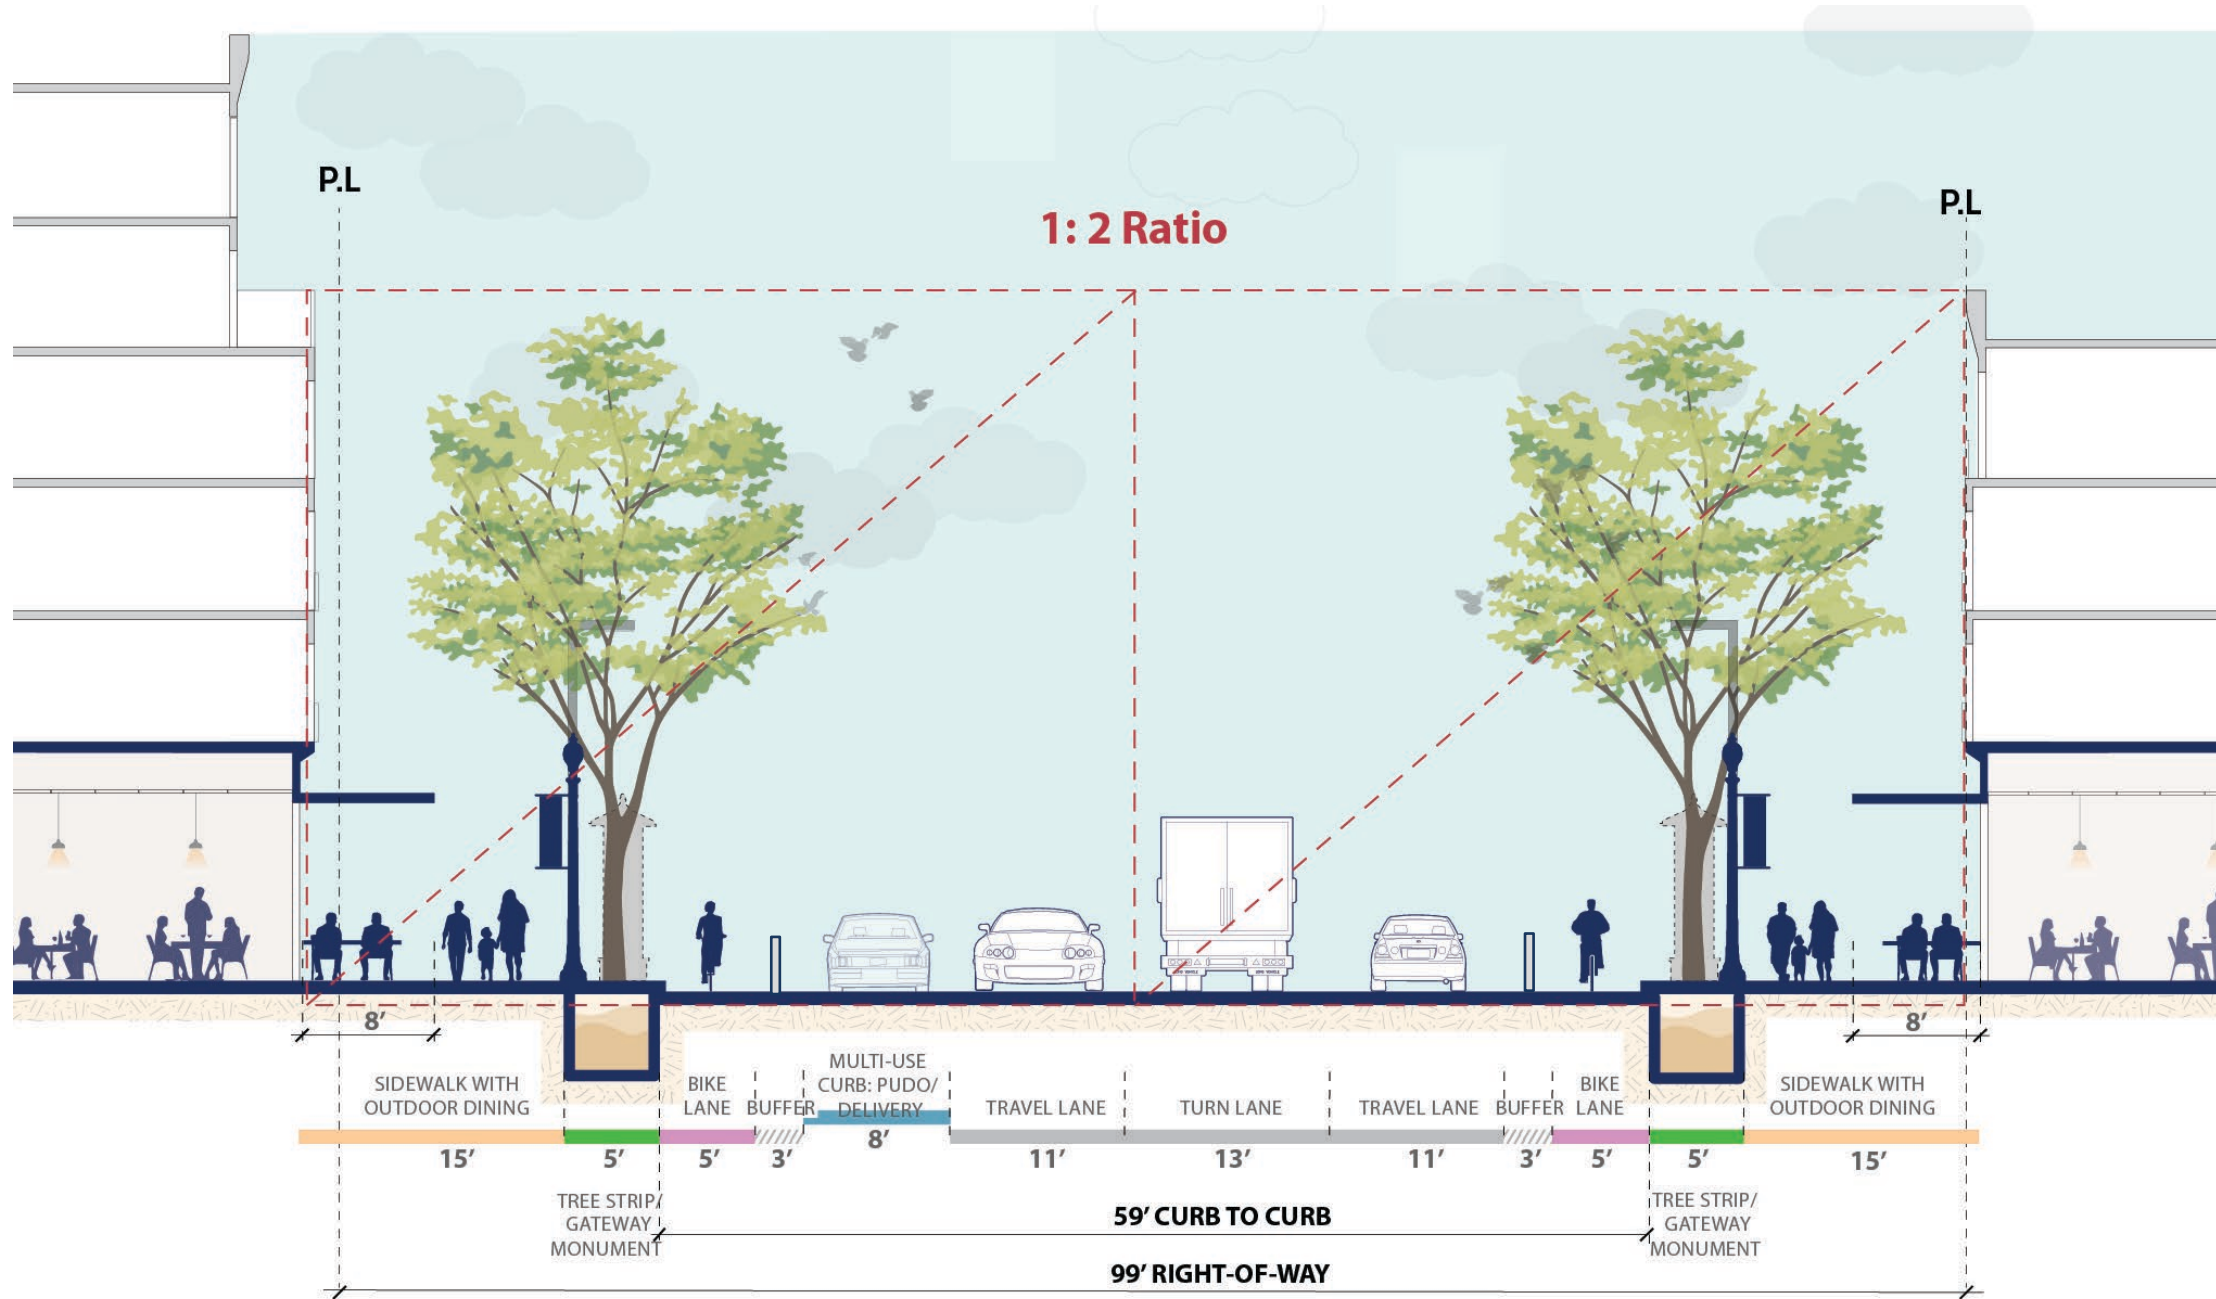 P.L
P.L
1: 2 Ratio
8’
8’
SIDEWALK WITH
OUTDOOR DINING
BIKE
LANE
BUFFER
MULTI-USE
CURB: PUDO/
DELIVERY
TRAVEL LANE
TURN LANE
TRAVEL LANE
BUFFER
BIKE
LANE
SIDEWALK WITH
OUTDOOR DINING
15’
5’
5’
3’
8’
11’
13’
11’
3’
5’
5’
15’
TREE STRIP/
GATEWAY
MONUMENT
59’ CURB TO CURB
TREE STRIP/
GATEWAY
MONUMENT
99’ RIGHT-OF-WAY